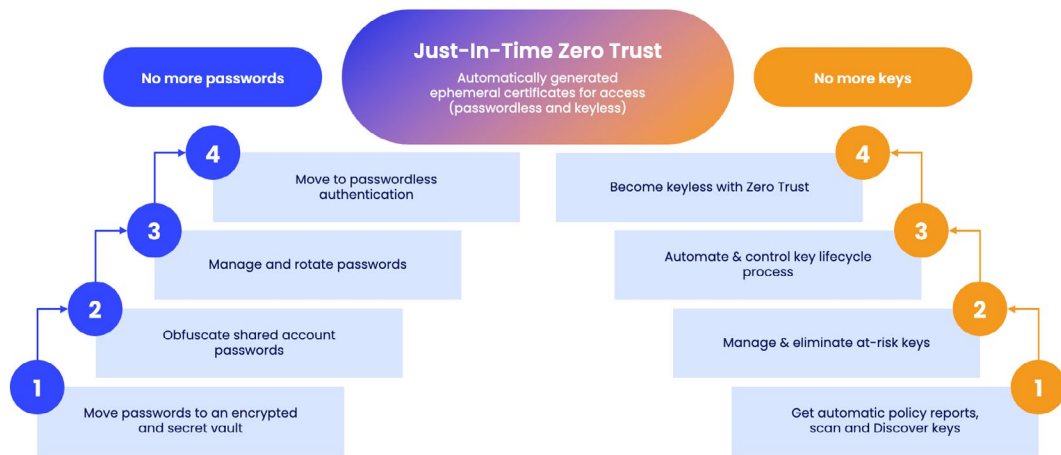 No more passwords
Just-In-Time Zero Trust
Automatically generated
ephemeral certificates for access
(passwordless and keyless)
No more keys
4
Move to passwordless
authentication
3
Manage and rotate passwords
2
Obfuscate shared account
passwords
1
Move passwords to an encrypted
and secret vault
4
Become keyless with Zero Trust
3
Automate & control key lifecycle
process
2
Manage & eliminate at-risk keys
1
Get automatic policy reports,
scan and Discover keys